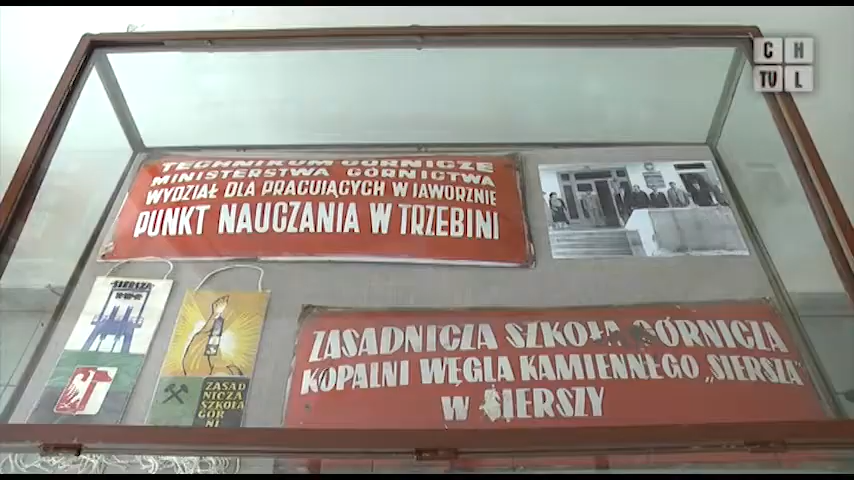 CH
TV L
TECHNIKUM GÓRNICZE
MINISTERSTWA GÓRNICTWA
WYDZIAŁ DLA PRACUJĄCYCH W JAWORZNIE
PUNKT NAUCZANIA W TRZEBINI
SIERSZA
ZASAD
NICZA
SZKOŁA
GÓR
NI
ZASADNICZA SZKOŁA GÓRNICZA
KOPALNI WĘGLA KAMIENNEGO „SIERSZA"
W SIERSZY